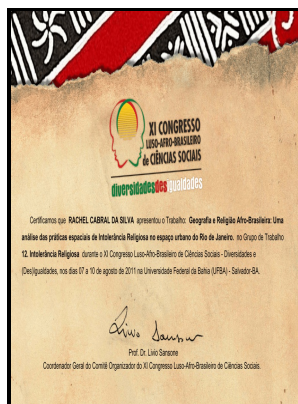 XI CONGRESSO
LUSO-AFRO-BRASILEIRO
de CIÊNCIAS SOCIAIS
diversidadesdesigualdades
Certificamos que RACHEL CABRAL DA SILVA apresentou o Trabalho: Geografia e Religião Afro-Brasileira: Uma
análise das práticas espaciais de Intolerância Religiosa no espaço urbano do Rio de Janeiro. no Grupo de Trabalho
12. Intolerância Religiosa durante o XI Congresso Luso-Afro-Brasileiro de Ciências Sociais - Diversidades e
(Des)Igualdades, nos dias 07 a 10 de agosto de 2011 na Universidade Federal da Bahia (UFBA) - Salvador-BA.
Livio Sansone
Prof. Dr. Livio Sansone
Coordenador Geral do Comitê Organizador do XI Congresso Luso-Afro-Brasileiro de Ciências Sociais.